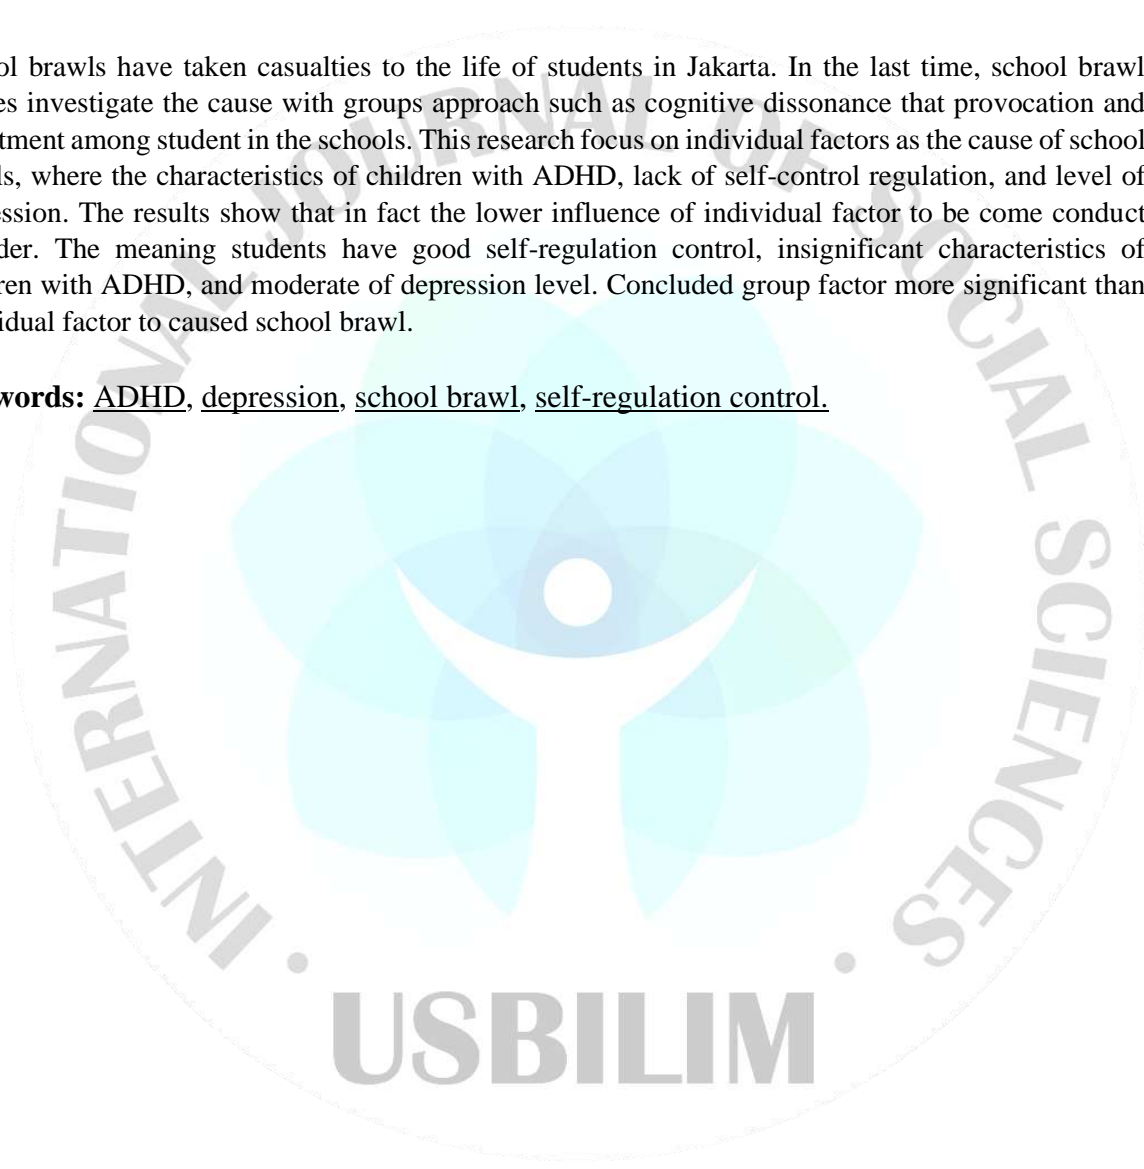 ol brawls have taken casualties to the life of students in Jakarta. In the last time, school brawl
es investigate the cause with groups approach such as cognitive dissonance that provocation and
tment among student in the schools. This research focus on individual factors as the cause of school
ls, where the characteristics of children with ADHD, lack of self-control regulation, and level of
ession. The results show that in fact the lower influence of individual factor to be come conduct
der. The meaning students have good self-regulation control, insignificant characteristics of
ren with ADHD, and moderate of depression level. Concluded group factor more significant than
idual factor to caused school brawl.
words: ADHD, depression, school brawl, self-regulation control.
INTERNATIONAL JOURNAL OF SOCIAL SCIENCES
USBILIM